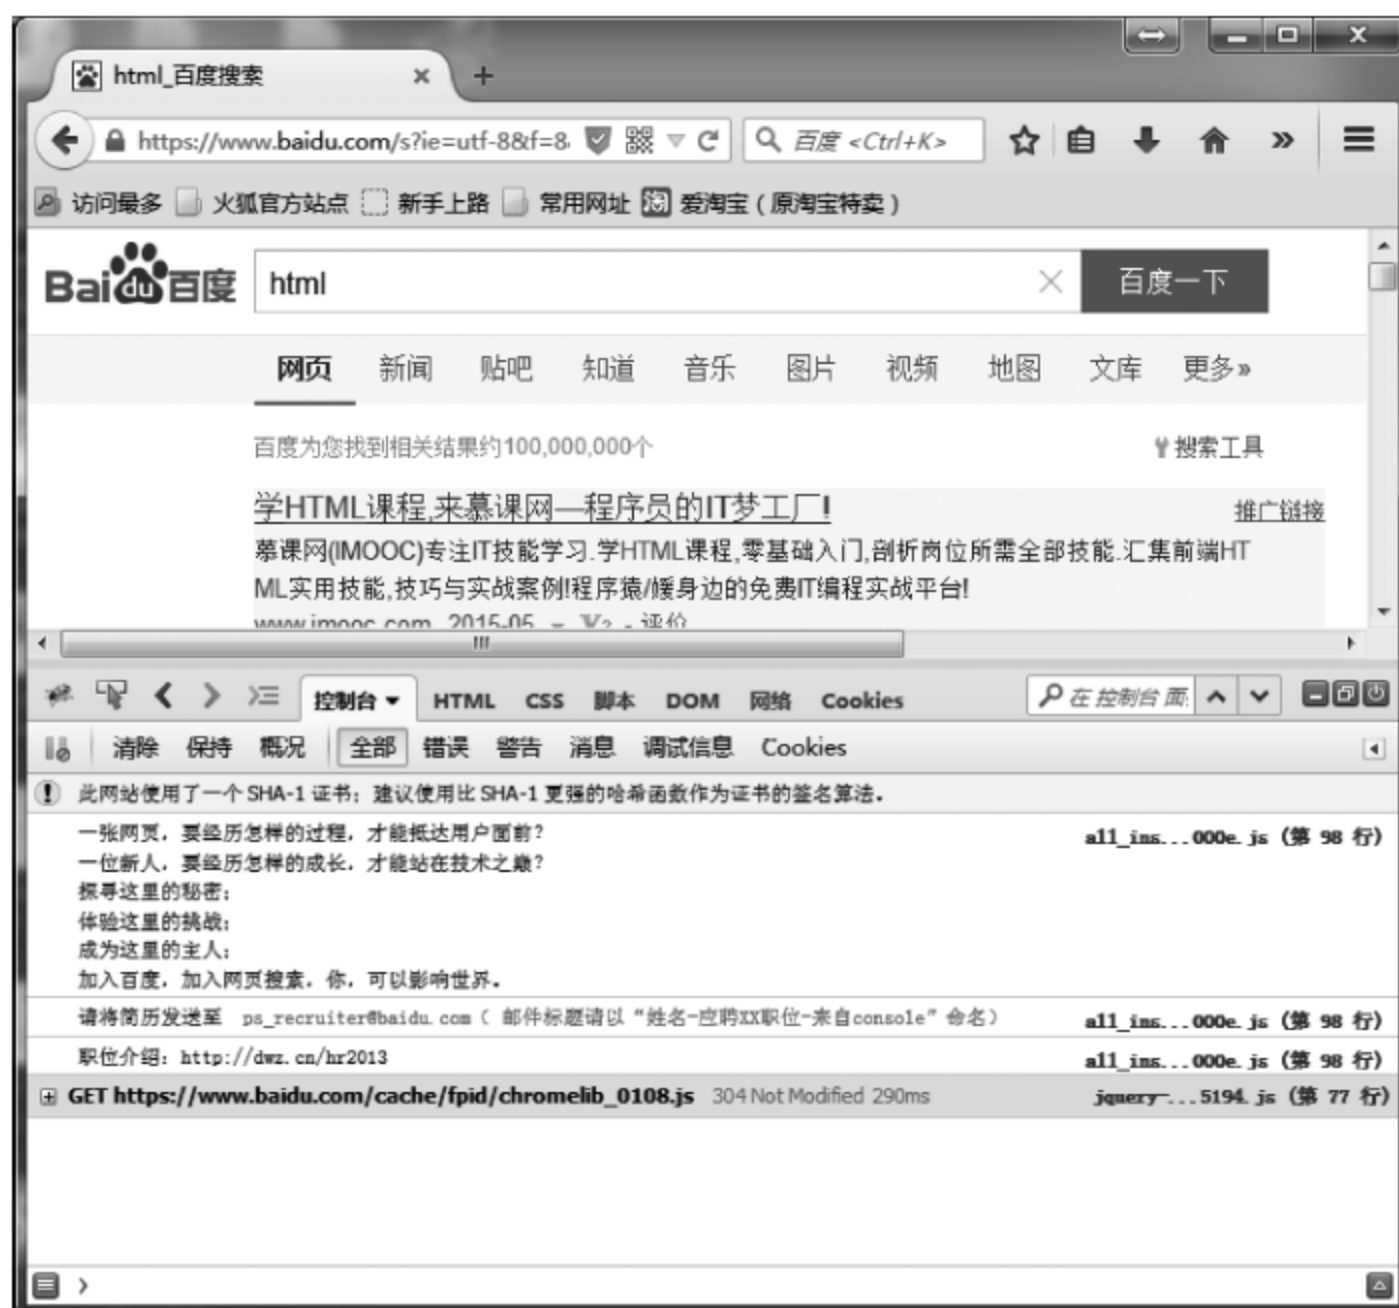 html_百度搜索
https://www.baidu.com/s?ie=utf-8&f=8
百度 <Ctrl+K>
访问最多 火狐官方站点 新手上路 常用网址 淘 爱淘宝（原淘宝特卖）
Bai du 百度 html 百度一下
网页 新闻 贴吧 知道 音乐 图片 视频 地图 文库 更多»
百度为您找到相关结果约100,000,000个 搜索工具
学HTML课程,来慕课网—程序员的IT梦工厂! 推广链接
慕课网(IMOOC)专注IT技能学习.学HTML课程,零基础入门,剖析岗位所需全部技能.汇集前端HT
ML实用技能,技巧与实战案例!程序猿/媛身边的免费IT编程实战平台!
www.imooc.com 2015-05 - 评价
控制台 HTML CSS 脚本 DOM 网络 Cookies 在 控制台 面
清除 保持 概况 全部 错误 警告 消息 调试信息 Cookies
此网站使用了一个 SHA-1 证书；建议使用比 SHA-1 更强的哈希函数作为证书的签名算法。
一张网页，要经历怎样的过程，才能抵达用户面前？ all_ins...000e.js (第 98 行)
一位新人，要经历怎样的成长，才能站在技术之巅？
探寻这里的秘密；
体验这里的挑战；
成为这里的主人；
加入百度，加入网页搜索，你，可以影响世界。
请将简历发送至 ps_recruiter@baidu.com（ 邮件标题请以“姓名-应聘XX职位-来自console”命名） all_ins...000e.js (第 98 行)
职位介绍：http://dwz.cn/hr2013 all_ins...000e.js (第 98 行)
GET https://www.baidu.com/cache/fpid/chromelib_0108.js 304 Not Modified 290ms jquery-...5194.js (第 77 行)